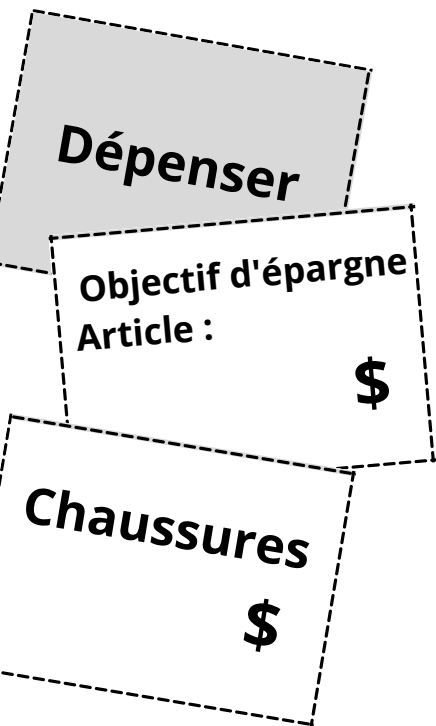 Dépenser
Objectif d'épargne
Article :
$
Chaussures
$